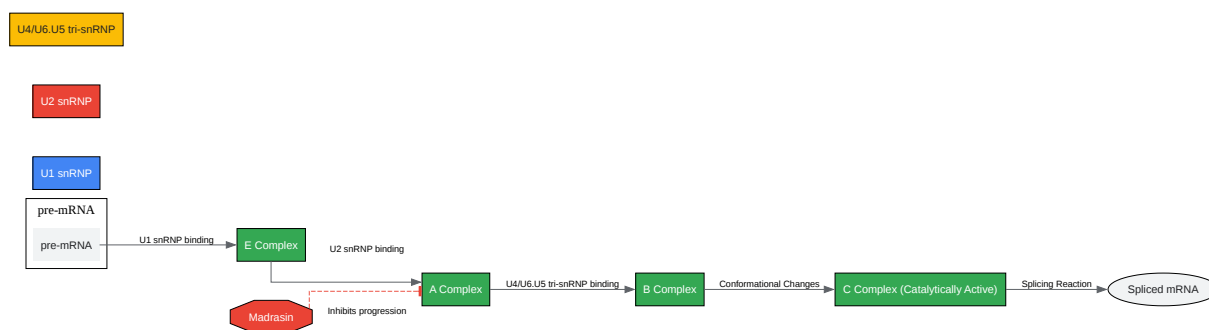 U4/U6.U5 tri-snRNP
U2 snRNP
U1 snRNP
pre-mRNA
pre-mRNA
U1 snRNP binding
E Complex
U2 snRNP binding
A Complex
U4/U6.U5 tri-snRNP binding
B Complex
Conformational Changes
C Complex (Catalytically Active)
Splicing Reaction
Spliced mRNA
Madrasin
Inhibits progression